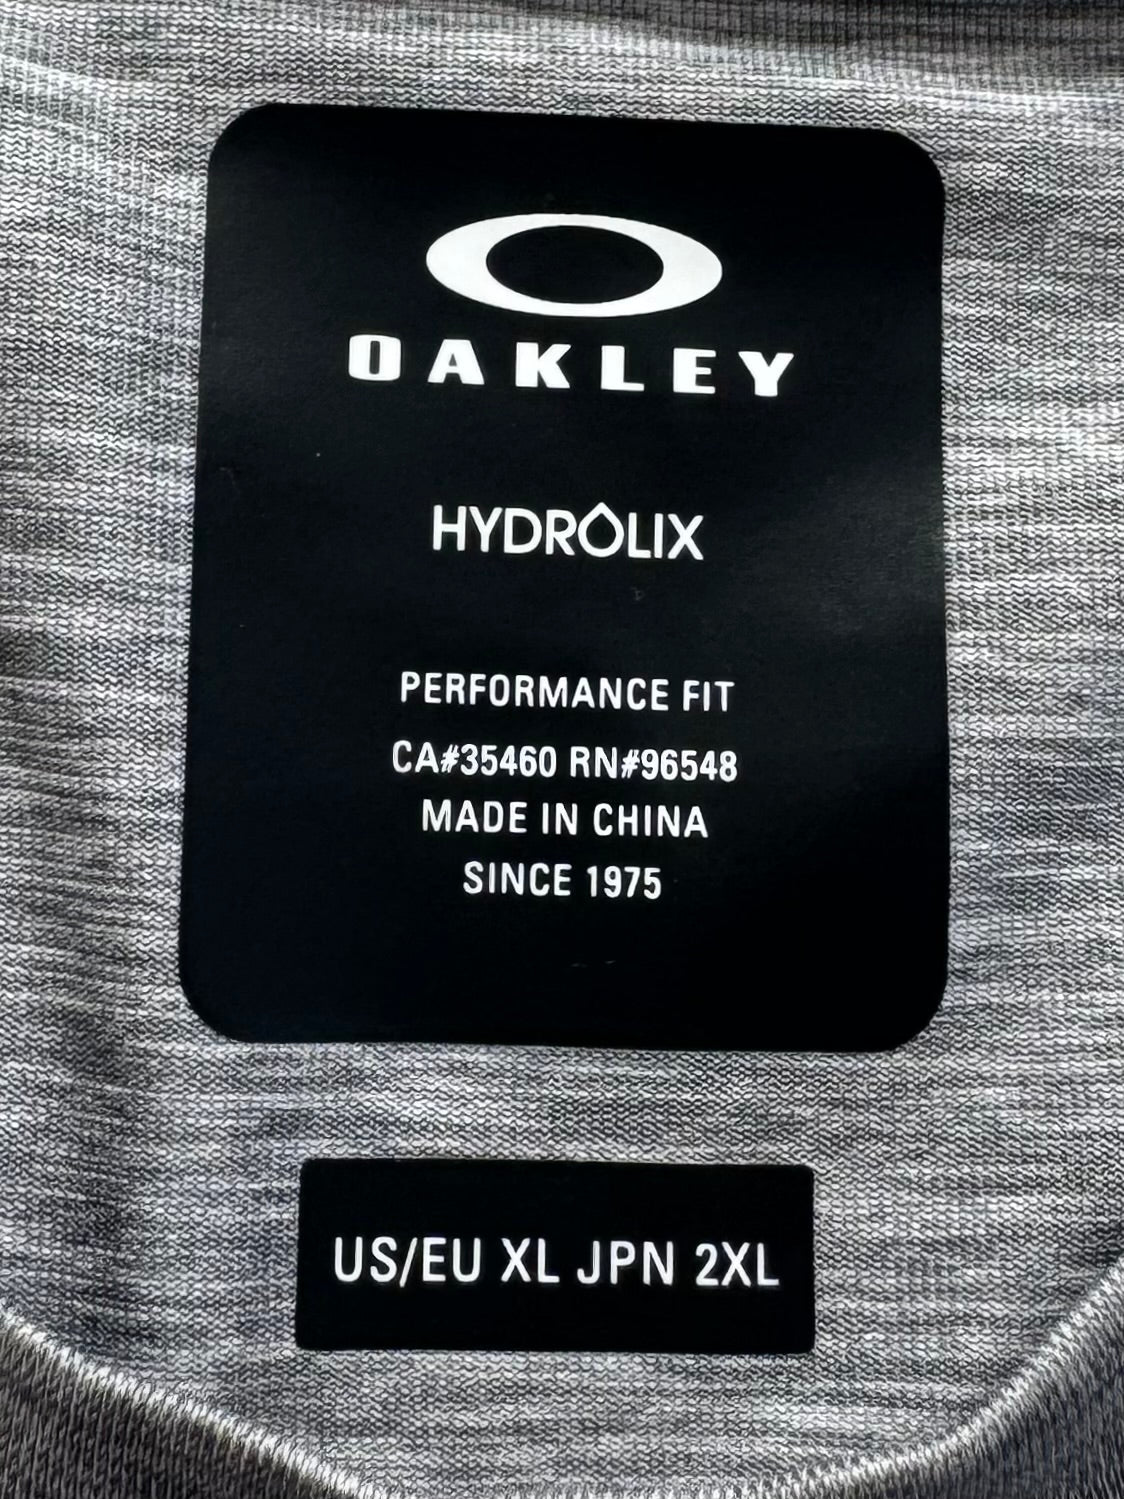 OAKLEY
HYDROLIX
PERFORMANCE FIT
CA#35460 RN#96548
MADE IN CHINA
SINCE 1975
US/EU XL JPN 2XL